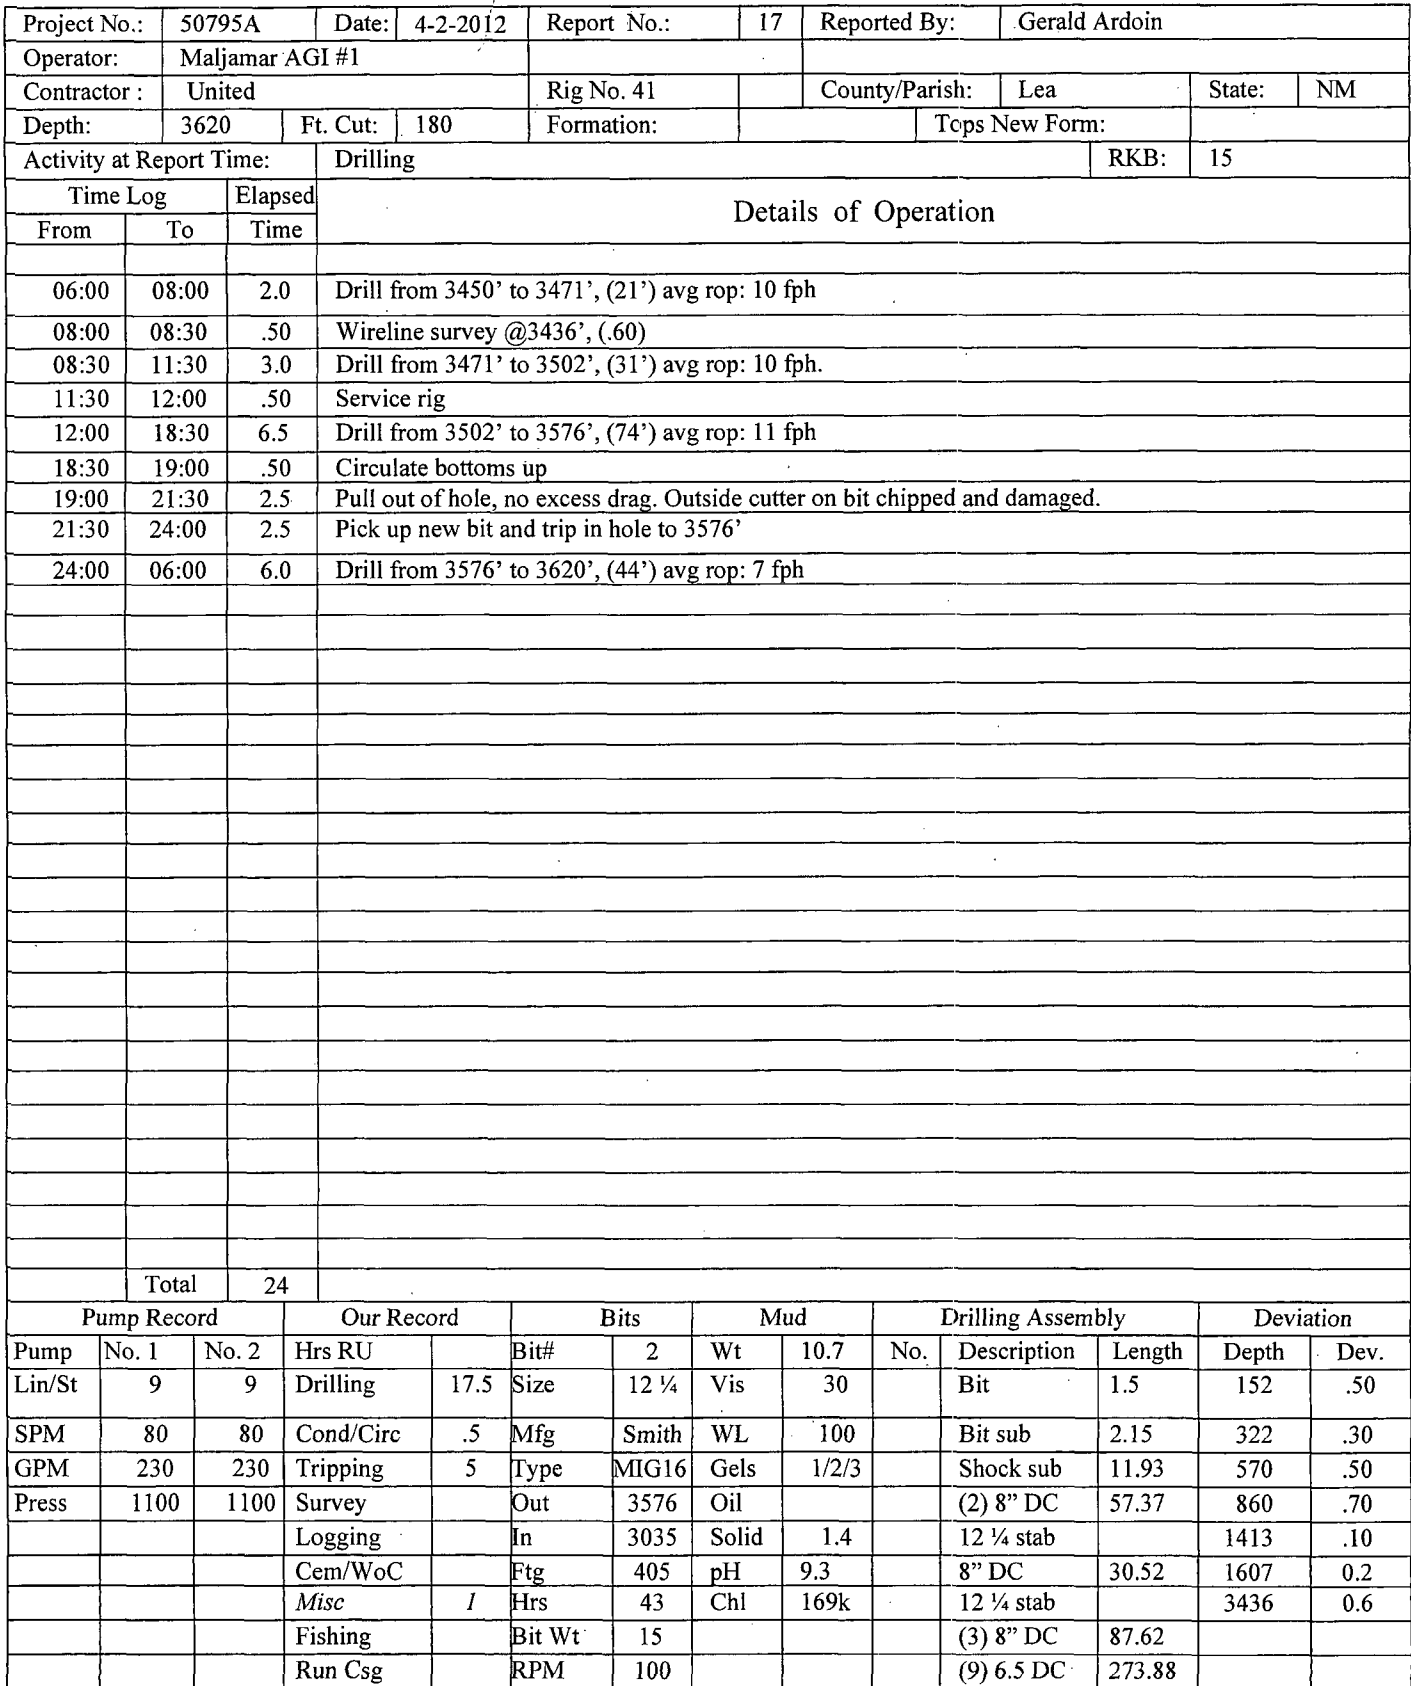 Project No.: 50795A Date: 4-2-2012 Report No.: 17 Reported By: Gerald Ardoin
Operator: Maljamar AGI #1
Contractor : United Rig No. 41 County/Parish: Lea State: NM
Depth: 3620 Ft. Cut: 180 Formation: Tops New Form:
Activity at Report Time: Drilling RKB: 15
Time Log Elapsed Details of Operation
From To Time
06:00 08:00 2.0 Drill from 3450’ to 3471’, (21’) avg rop: 10 fph
08:00 08:30 .50 Wireline survey @3436’, (.60)
08:30 11:30 3.0 Drill from 3471’ to 3502’, (31’) avg rop: 10 fph.
11:30 12:00 .50 Service rig
12:00 18:30 6.5 Drill from 3502’ to 3576’, (74’) avg rop: 11 fph
18:30 19:00 .50 Circulate bottoms up
19:00 21:30 2.5 Pull out of hole, no excess drag. Outside cutter on bit chipped and damaged.
21:30 24:00 2.5 Pick up new bit and trip in hole to 3576’
24:00 06:00 6.0 Drill from 3576’ to 3620’, (44’) avg rop: 7 fph
Total 24
Pump Record Our Record Bits Mud Drilling Assembly Deviation
Pump No. 1 No. 2 Hrs RU Bit# 2 Wt 10.7 No. Description Length Depth Dev.
Lin/St 9 9 Drilling 17.5 Size 12 ¼ Vis 30 Bit 1.5 152 .50
SPM 80 80 Cond/Circ .5 Mfg Smith WL 100 Bit sub 2.15 322 .30
GPM 230 230 Tripping 5 Type MIG16 Gels 1/2/3 Shock sub 11.93 570 .50
Press 1100 1100 Survey Out 3576 Oil (2) 8” DC 57.37 860 .70
Logging In 3035 Solid 1.4 12 ¼ stab 1413 .10
Cem/WoC Ftg 405 pH 9.3 8” DC 30.52 1607 0.2
Misc 1 Hrs 43 Chl 169k 12 ¼ stab 3436 0.6
Fishing Bit Wt 15 (3) 8” DC 87.62
Run Csg RPM 100 (9) 6.5 DC 273.88